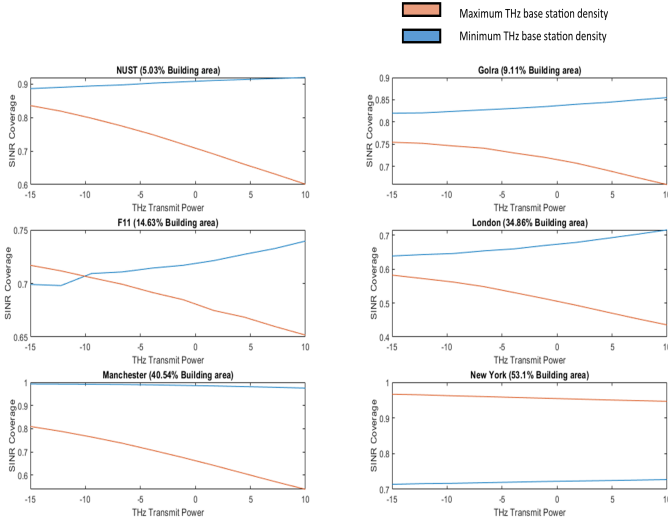 Maximum THz base station density
Minimum THz base station density
NUST (5.03% Building area)
0.9
0.8
0.7
0.6
SINR Coverage
-15 -10 -5 0 5 10
THz Transmit Power
Golra (9.11% Building area)
0.9
0.85
0.8
0.75
0.7
SINR Coverage
-15 -10 -5 0 5 10
THz Transmit Power
F11 (14.63% Building area)
0.75
0.7
0.65
SINR Coverage
-15 -10 -5 0 5 10
THz Transmit Power
London (34.86% Building area)
0.7
0.6
0.5
0.4
SINR Coverage
-15 -10 -5 0 5 10
THz Transmit Power
Manchester (40.54% Building area)
1
0.9
0.8
0.7
0.6
SINR Coverage
-15 -10 -5 0 5 10
THz Transmit Power
New York (53.1% Building area)
1
0.9
0.8
0.7
SINR Coverage
-15 -10 -5 0 5 10
THz Transmit Power